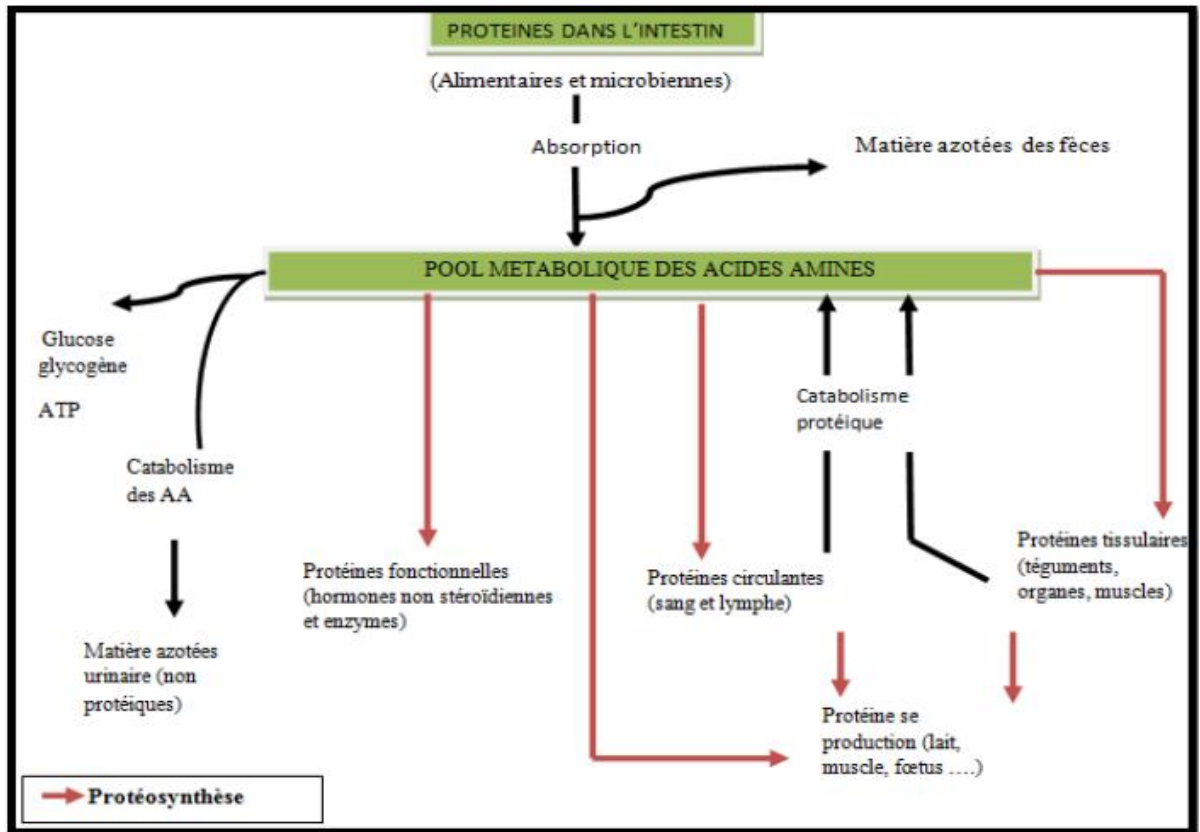 PROTEINES DANS L'INTESTIN
(Alimentaires et microbiennes)
Absorption
Matière azotées des fèces
POOL METABOLIQUE DES ACIDES AMINES
Glucose
glycogène
ATP
Catabolisme
des AA
Matière azotées
urinaire (non
protéiques)
Protéines fonctionnelles
(hormones non stéroïdiennes
et enzymes)
Protéines circulantes
(sang et lymphe)
Catabolisme
protéique
Protéines tissulaires
(téguments,
organes, muscles)
Protéine se
production (lait,
muscle, fœtus ….)
Protéosynthèse